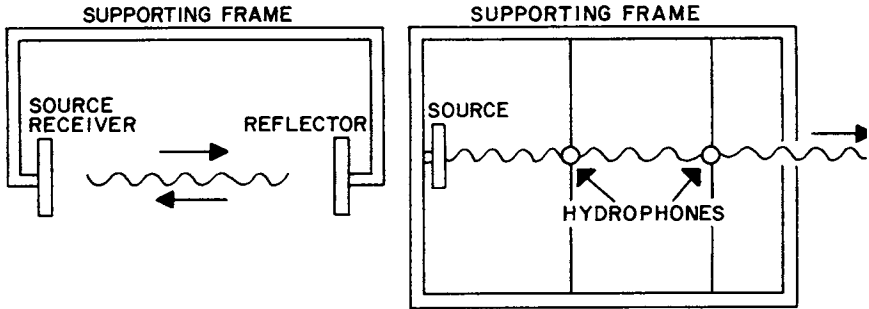 SUPPORTING FRAME
SOURCE
RECEIVER
REFLECTOR
SUPPORTING FRAME
SOURCE
HYDROPHONES